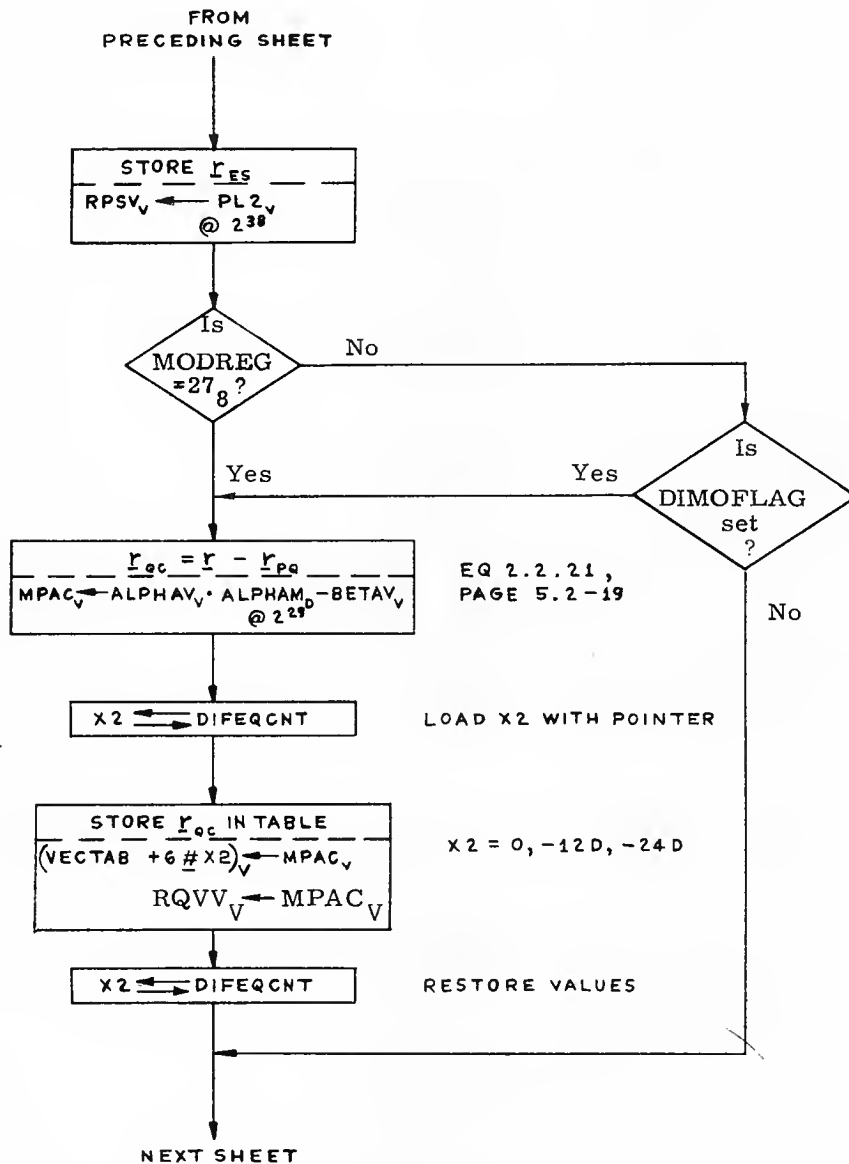 FROM
PRECEDING SHEET
STORE r_ES
RPSV_V ← PL2_V
@ 2^38
Is
MODREG
=27_8?
No
Yes
Is
DIMOFLAG
set
?
Yes
No
r_QC = r - r_PQ
MPAC_V ← ALPHAV_V · ALPHAM_D - BETAV_V
@ 2^29
EQ 2.2.21,
PAGE 5.2-19
X2 ⇄ DIFEQCNT
LOAD X2 WITH POINTER
STORE r_QC IN TABLE
(VECTAB +6 # X2)_V ← MPAC_V
RQVV_V ← MPAC_V
X2 = 0, -12D, -24D
X2 ⇄ DIFEQCNT
RESTORE VALUES
NEXT SHEET